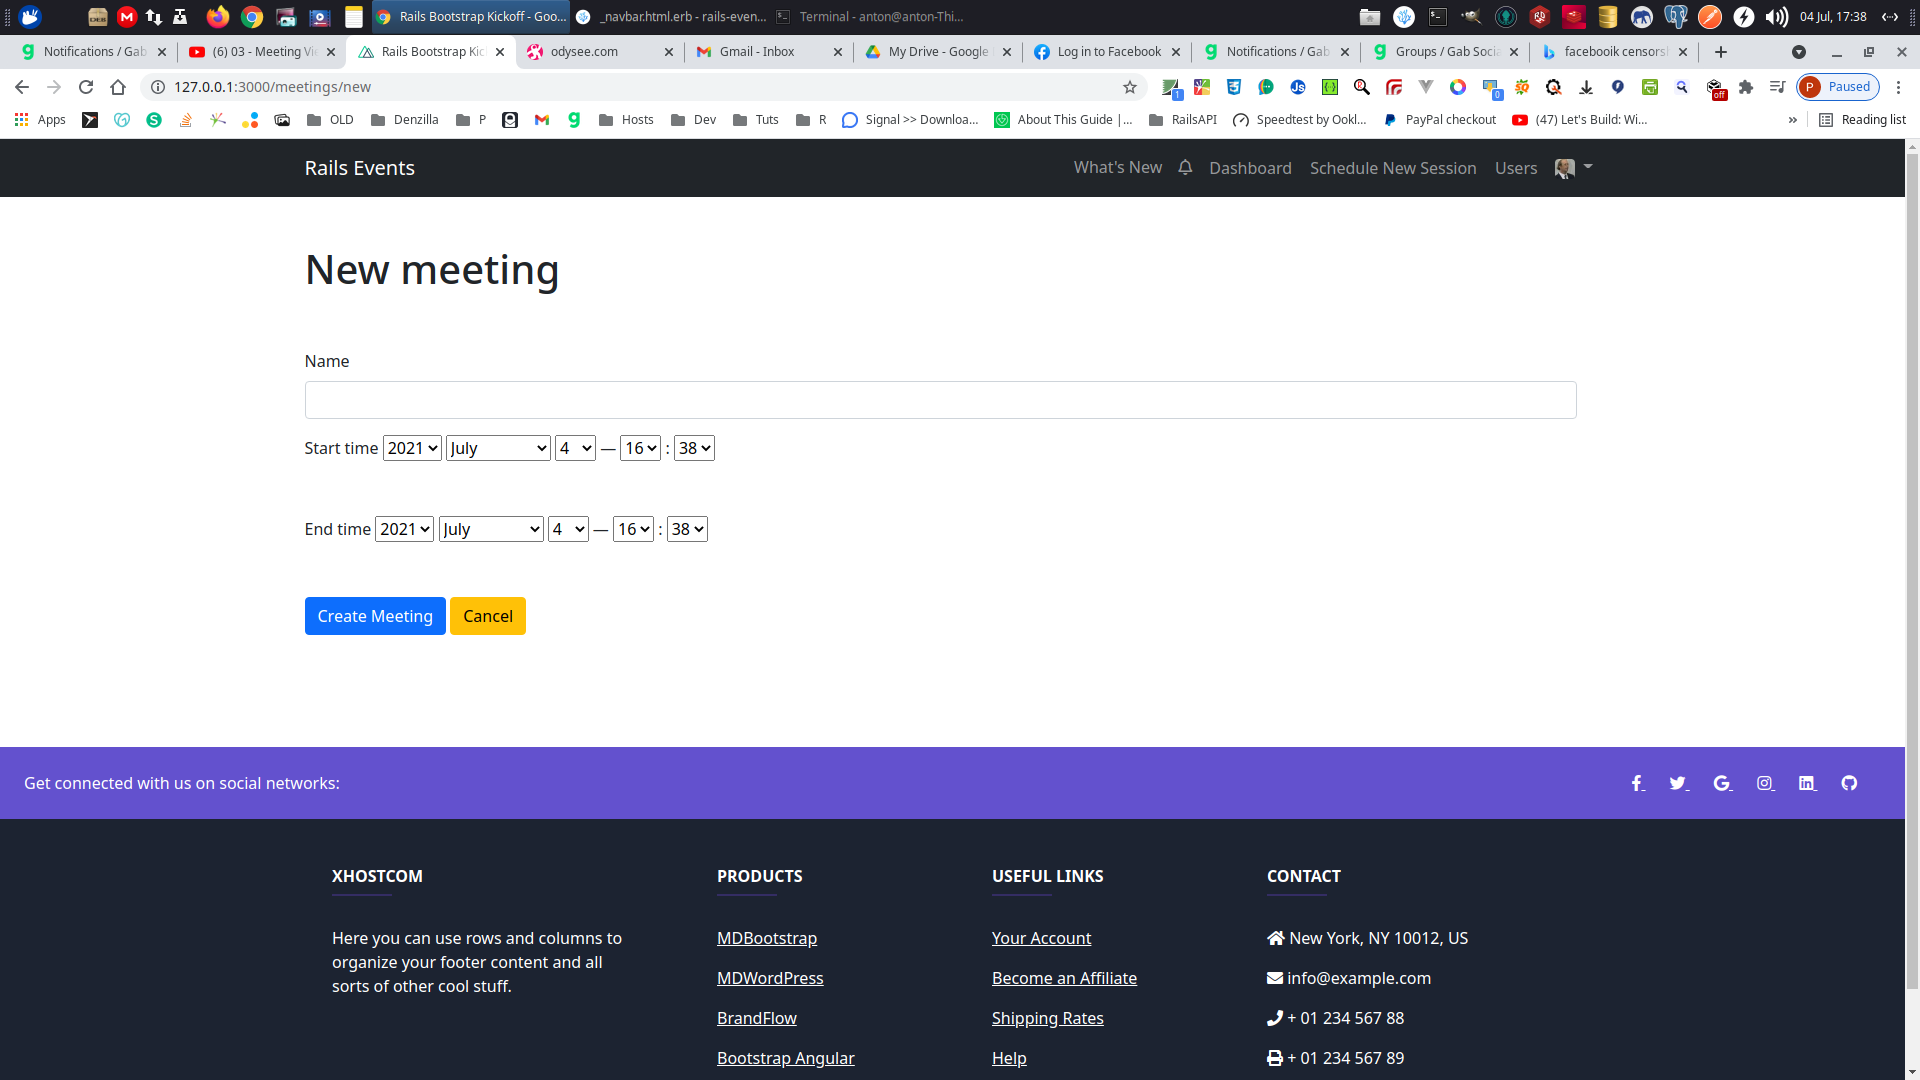 Rails Bootstrap Kickoff - Goo... _navbar.html.erb - rails-even... Terminal - anton@anton-Thi... 04 Jul, 17:38
Notifications / Gab (6) 03 - Meeting Vie Rails Bootstrap Kic odysee.com Gmail - Inbox My Drive - Google Log in to Facebook Notifications / Gab Groups / Gab Socia facebooik censors
127.0.0.1:3000/meetings/new 1 0 off P Paused
Apps OLD Denzilla P Hosts Dev Tuts R Signal >> Downloa... About This Guide |... RailsAPI Speedtest by Ookl... PayPal checkout (47) Let's Build: Wi... » Reading list
Rails Events What's New Dashboard Schedule New Session Users
New meeting
Name
Start time 2021 July 4 — 16 : 38
End time 2021 July 4 — 16 : 38
Create Meeting Cancel
Get connected with us on social networks:
XHOSTCOM PRODUCTS USEFUL LINKS CONTACT
Here you can use rows and columns to
organize your footer content and all
sorts of other cool stuff.
MDBootstrap
MDWordPress
BrandFlow
Bootstrap Angular
Your Account
Become an Affiliate
Shipping Rates
Help
New York, NY 10012, US
info@example.com
+ 01 234 567 88
+ 01 234 567 89